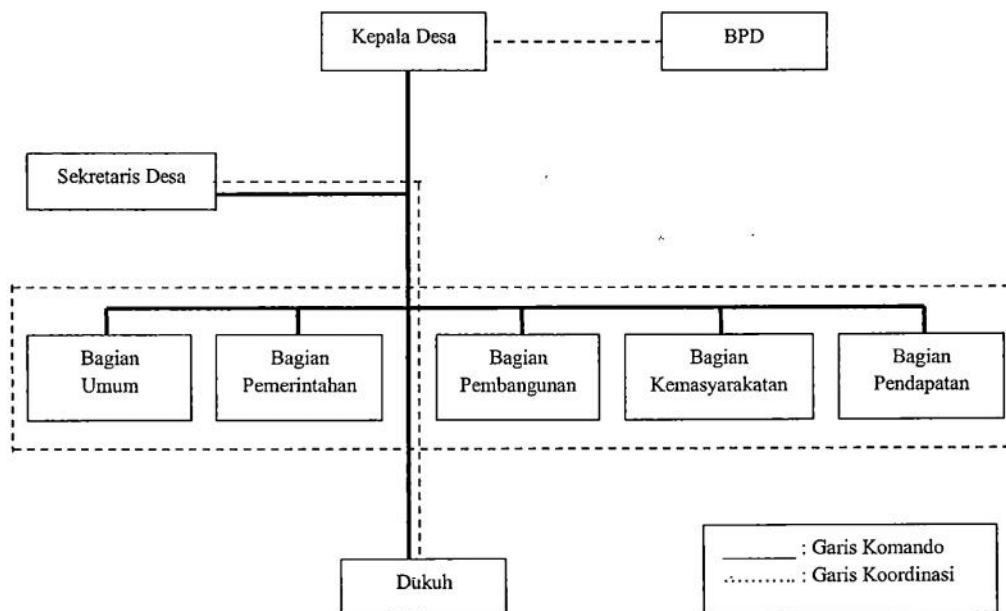 Kepala Desa
BPD
Sekretaris Desa
Bagian
Umum
Bagian
Pemerintahan
Bagian
Pembangunan
Bagian
Kemasyarakatan
Bagian
Pendapatan
Dukuh
: Garis Komando
: Garis Koordinasi